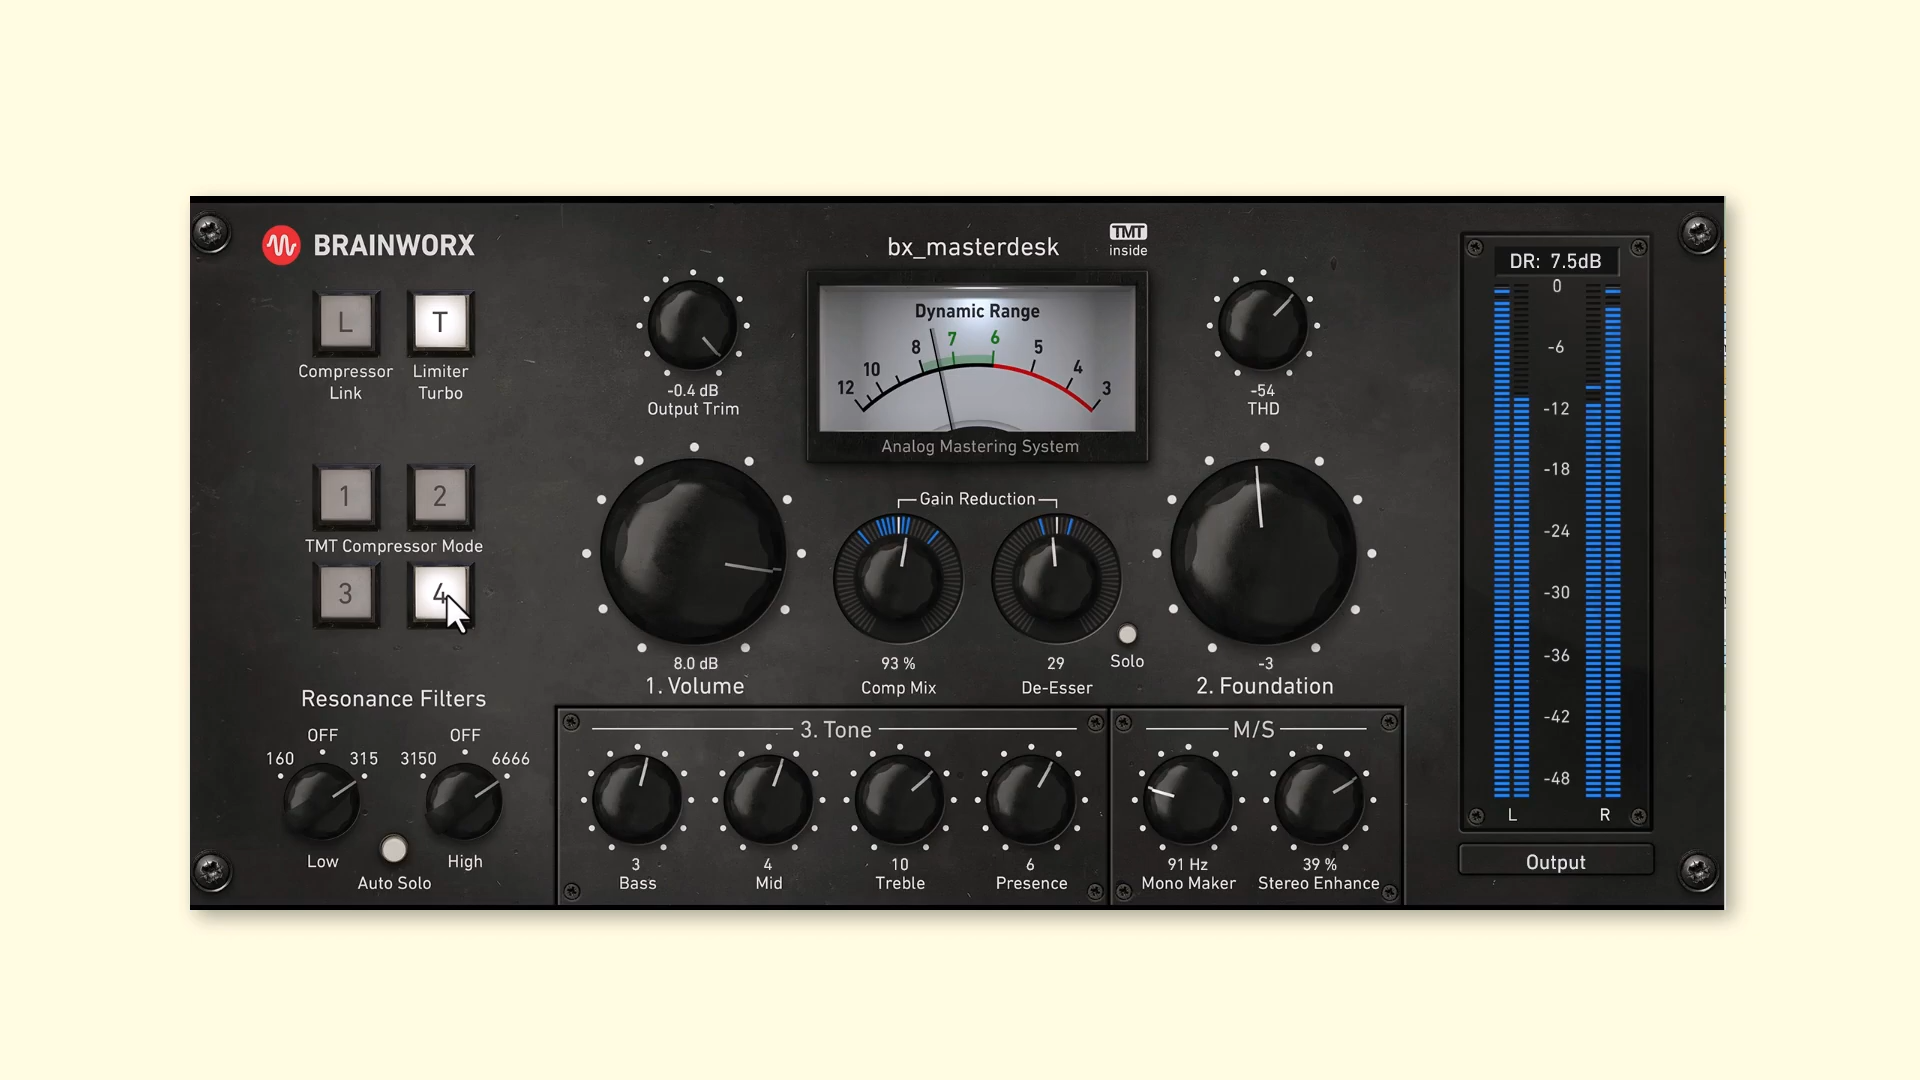 BRAINWORX
bx_masterdesk
TMT
inside
L
T
Compressor
Link
Limiter
Turbo
-0.4 dB
Output Trim
Dynamic Range
12 10 8 7 6 5 4 3
Analog Mastering System
-54
THD
1
2
TMT Compressor Mode
3
4
8.0 dB
1. Volume
Gain Reduction
93 %
Comp Mix
29
De-Esser
Solo
-3
2. Foundation
Resonance Filters
OFF
160 315
Low
OFF
3150 6666
High
Auto Solo
3. Tone
3
Bass
4
Mid
10
Treble
6
Presence
M/S
91 Hz
Mono Maker
39 %
Stereo Enhance
DR: 7.5dB
0
-6
-12
-18
-24
-30
-36
-42
-48
L R
Output